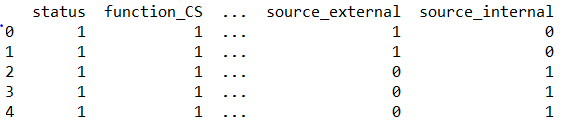 status function_CS ... source_external source_internal
0 1 1 ... 1 0
1 1 1 ... 1 0
2 1 1 ... 0 1
3 1 1 ... 0 1
4 1 1 ... 0 1